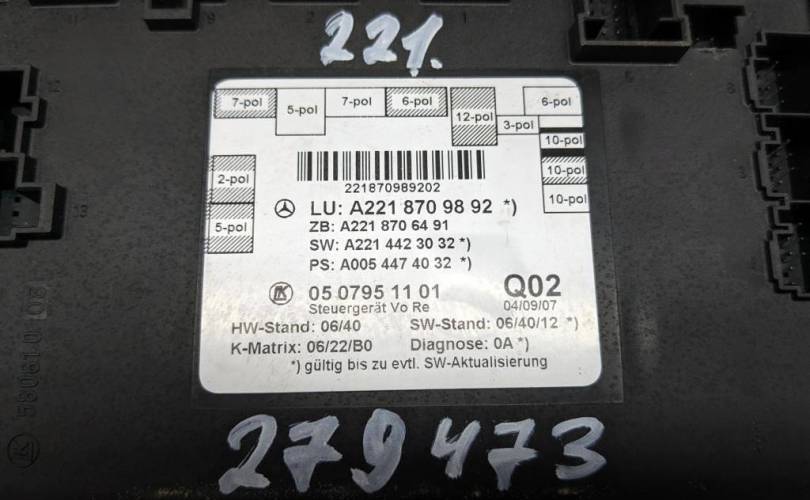 221.
7-pol 5-pol 7-pol 6-pol 12-pol 3-pol 6-pol
10-pol
10-pol
10-pol
2-pol
5-pol
221870989202
LU: A221 870 98 92 *)
ZB: A221 870 64 91
SW: A221 442 30 32 *)
PS: A005 447 40 32 *)
05 0795 11 01 Q02
Steuergerät Vo Re 04/09/07
HW-Stand: 06/40 SW-Stand: 06/40/12 *)
K-Matrix: 06/22/B0 Diagnose: 0A *)
*) gültig bis zu evtl. SW-Aktualisierung
279473
13